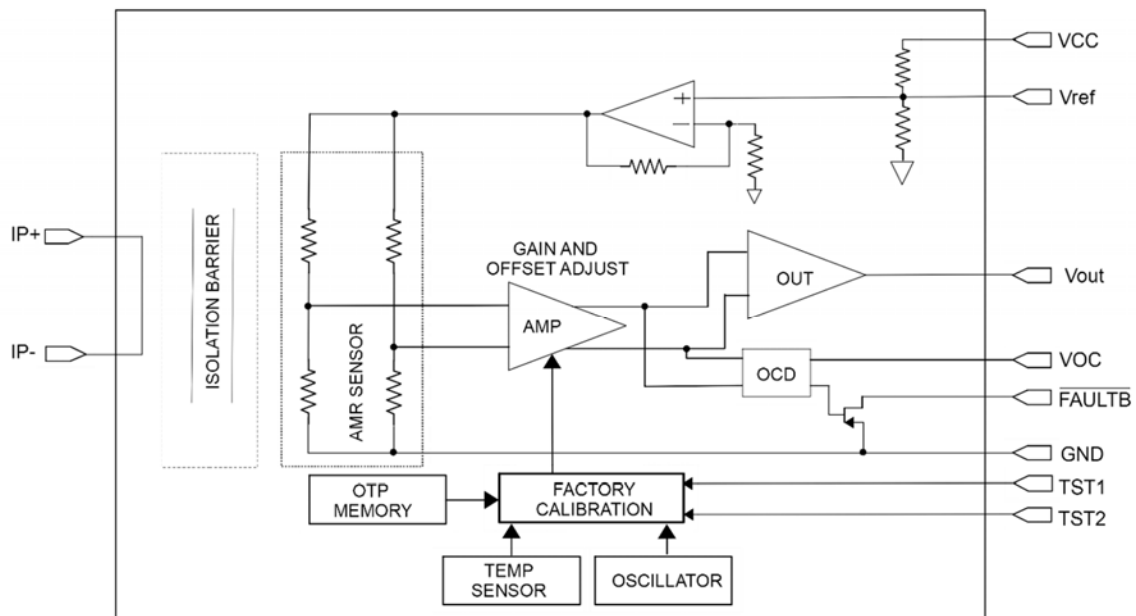 VCC
Vref
+
−
IP+
IP-
ISOLATION BARRIER
AMR SENSOR
GAIN AND
OFFSET ADJUST
AMP
OUT
Vout
OCD
VOC
FAULTB
GND
TST1
TST2
OTP
MEMORY
FACTORY
CALIBRATION
TEMP
SENSOR
OSCILLATOR